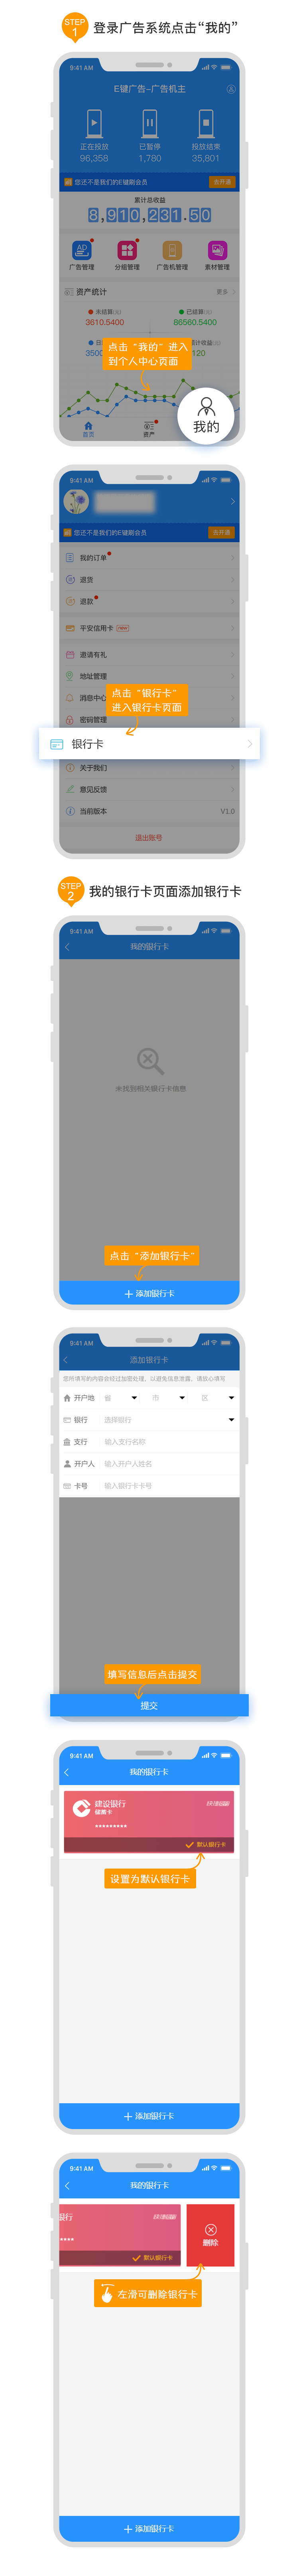 STEP
1
登录广告系统点击“我的”
9:41 AM
E键广告–广告机主
正在投放
已暂停
投放结束
96,358
1,780
35,801
您还不是我们的E键刷会员
去开通
累计总收益
8,910,231.50
AD
广告管理
分组管理
广告机管理
素材管理
资产统计
更多
未结算(元)
已结算(元)
3610.5400
86560.5400
点击“我的”进入
到个人中心页面
3500
120
我的
首页
资产
9:41 AM
您还不是我们的E键刷会员
去开通
我的订单
退货
退款
平安信用卡
邀请有礼
地址管理
消息中心
点击“银行卡”
进入银行卡页面
密码管理
银行卡
关于我们
意见反馈
当前版本
V1.0
退出账号
STEP
2
我的银行卡页面添加银行卡
9:41 AM
我的银行卡
未找到相关银行卡信息
点击“添加银行卡”
添加银行卡
9:41 AM
添加银行卡
您所填写的内容会经过加密处理，以避免信息泄露，请放心填写
开户地
省
市
区
银行
选择银行
支行
输入支行名称
开户人
输入开户人姓名
卡号
输入银行卡卡号
填写信息后点击提交
提交
9:41 AM
我的银行卡
建设银行
储蓄卡
*********
默认银行卡
设置为默认银行卡
添加银行卡
9:41 AM
我的银行卡
银行
****
默认银行卡
删除
左滑可删除银行卡
添加银行卡